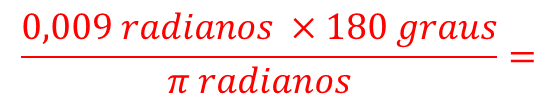 0,009 radianos × 180 graus
π radianos
=